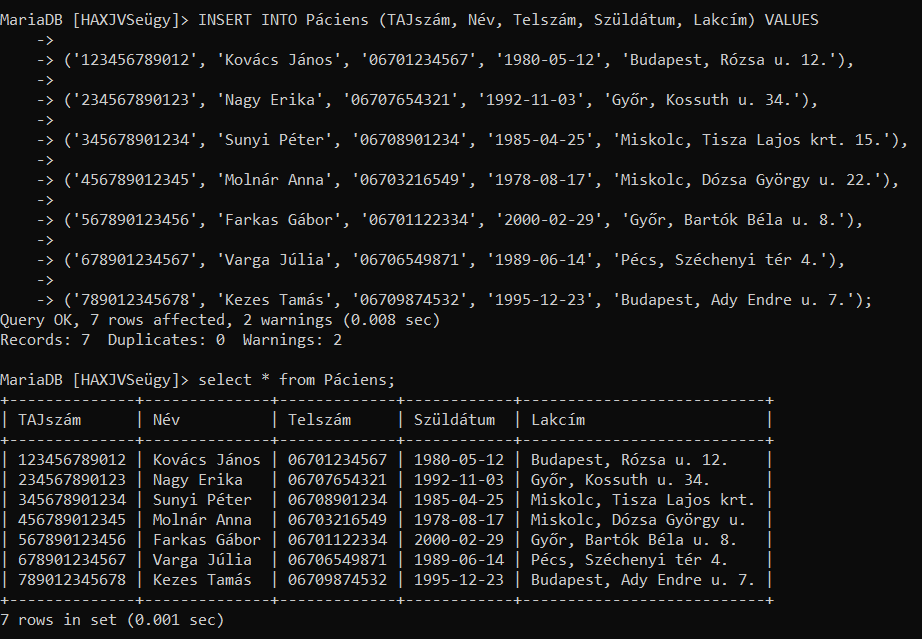 MariaDB [HAXJVSeügy]> INSERT INTO Páciens (TAJszám, Név, Telszám, Szüldátum, Lakcím) VALUES
    ->
    -> ('123456789012', 'Kovács János', '06701234567', '1980-05-12', 'Budapest, Rózsa u. 12.'),
    ->
    -> ('234567890123', 'Nagy Erika', '06707654321', '1992-11-03', 'Győr, Kossuth u. 34.'),
    ->
    -> ('345678901234', 'Sunyi Péter', '06708901234', '1985-04-25', 'Miskolc, Tisza Lajos krt. 15.'),
    ->
    -> ('456789012345', 'Molnár Anna', '06703216549', '1978-08-17', 'Miskolc, Dózsa György u. 22.'),
    ->
    -> ('567890123456', 'Farkas Gábor', '06701122334', '2000-02-29', 'Győr, Bartók Béla u. 8.'),
    ->
    -> ('678901234567', 'Varga Júlia', '06706549871', '1989-06-14', 'Pécs, Széchenyi tér 4.'),
    ->
    -> ('789012345678', 'Kezes Tamás', '06709874532', '1995-12-23', 'Budapest, Ady Endre u. 7.');
Query OK, 7 rows affected, 2 warnings (0.008 sec)
Records: 7  Duplicates: 0  Warnings: 2

MariaDB [HAXJVSeügy]> select * from Páciens;
+--------------+--------------+-------------+------------+---------------------------+
| TAJszám      | Név          | Telszám     | Szüldátum  | Lakcím                    |
+--------------+--------------+-------------+------------+---------------------------+
| 123456789012 | Kovács János | 06701234567 | 1980-05-12 | Budapest, Rózsa u. 12.    |
| 234567890123 | Nagy Erika   | 06707654321 | 1992-11-03 | Győr, Kossuth u. 34.      |
| 345678901234 | Sunyi Péter  | 06708901234 | 1985-04-25 | Miskolc, Tisza Lajos krt. |
| 456789012345 | Molnár Anna  | 06703216549 | 1978-08-17 | Miskolc, Dózsa György u.  |
| 567890123456 | Farkas Gábor | 06701122334 | 2000-02-29 | Győr, Bartók Béla u. 8.   |
| 678901234567 | Varga Júlia  | 06706549871 | 1989-06-14 | Pécs, Széchenyi tér 4.    |
| 789012345678 | Kezes Tamás  | 06709874532 | 1995-12-23 | Budapest, Ady Endre u. 7. |
+--------------+--------------+-------------+------------+---------------------------+
7 rows in set (0.001 sec)